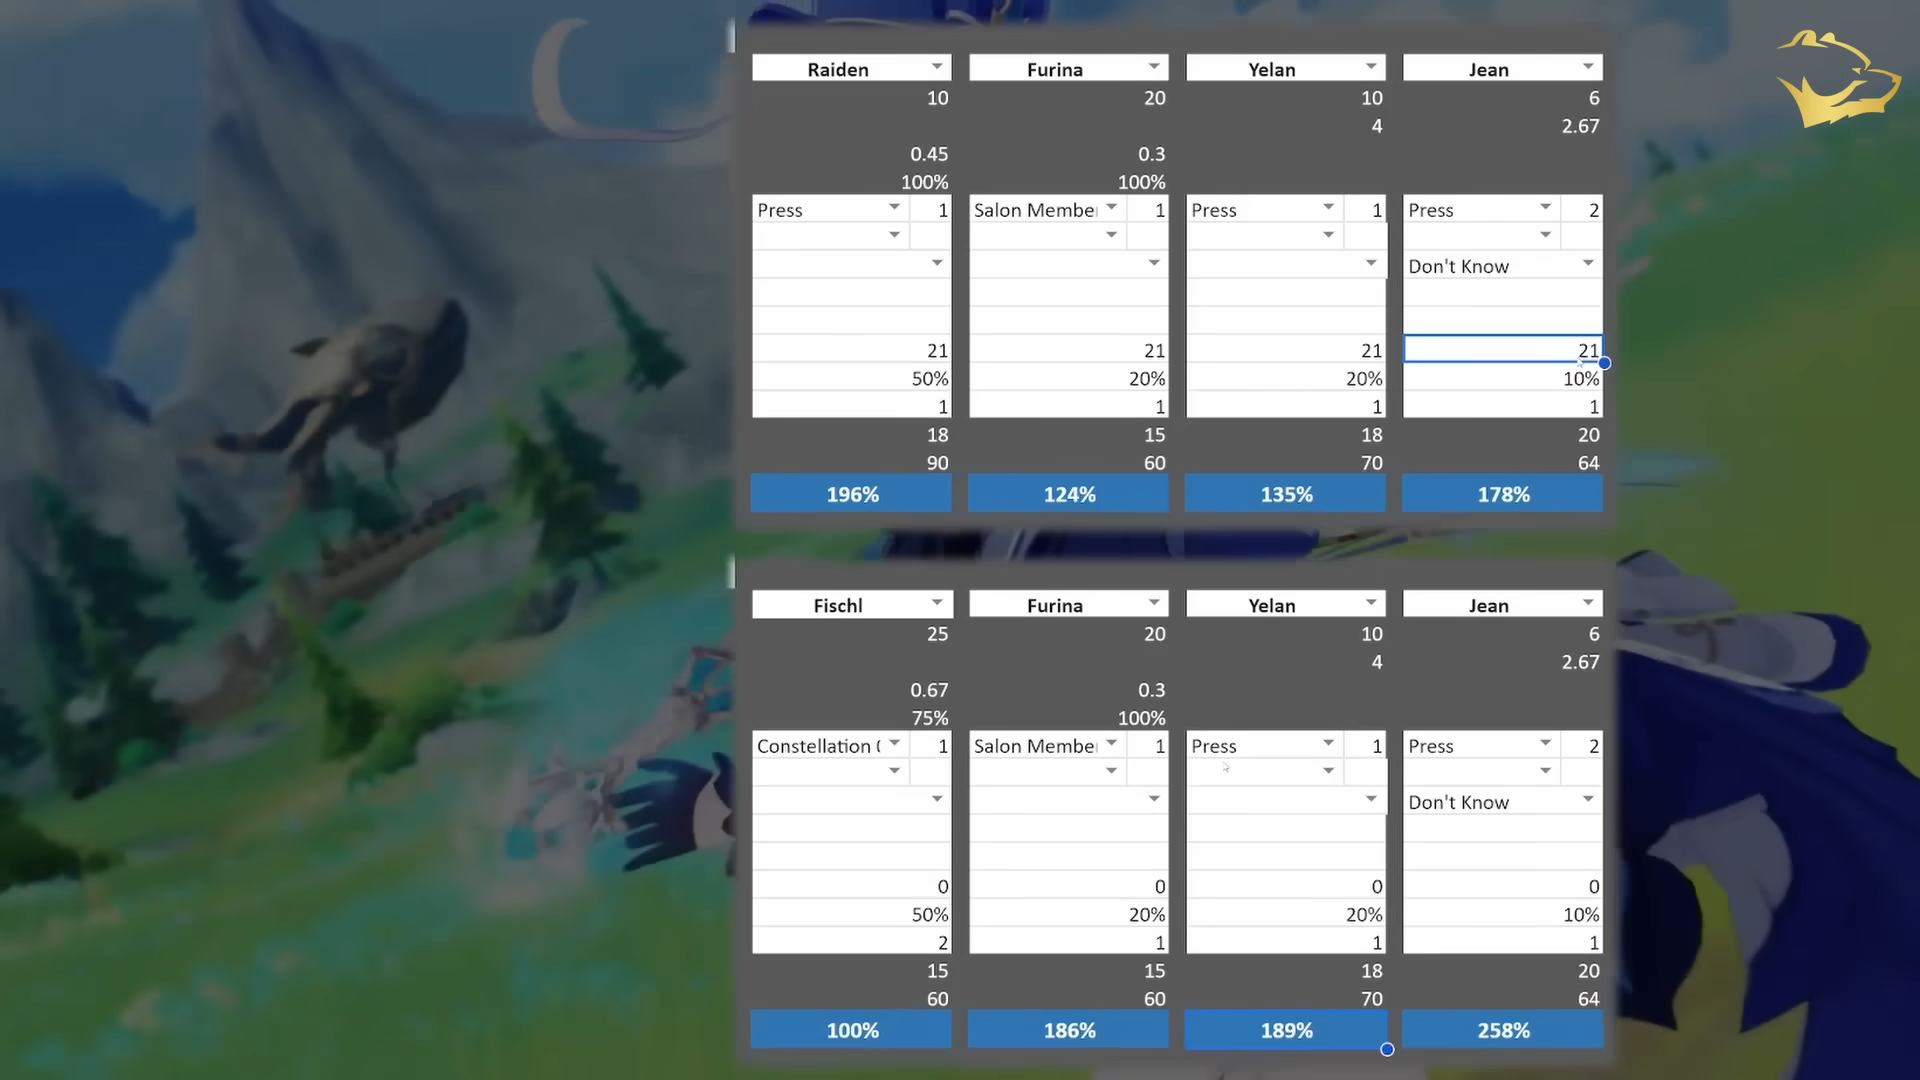 Raiden Furina Yelan Jean
10 20 10 6
4 2.67
0.45 0.3
100% 100%
Press 1 Salon Membe 1 Press 1 Press 2
Don't Know
21 21 21 21
50% 20% 20% 10%
1 1 1 1
18 15 18 20
90 60 70 64
196% 124% 135% 178%
Fischl Furina Yelan Jean
25 20 10 6
4 2.67
0.67 0.3
75% 100%
Constellation ( 1 Salon Membe 1 Press 1 Press 2
Don't Know
0 0 0 0
50% 20% 20% 10%
2 1 1 1
15 15 18 20
60 60 70 64
100% 186% 189% 258%